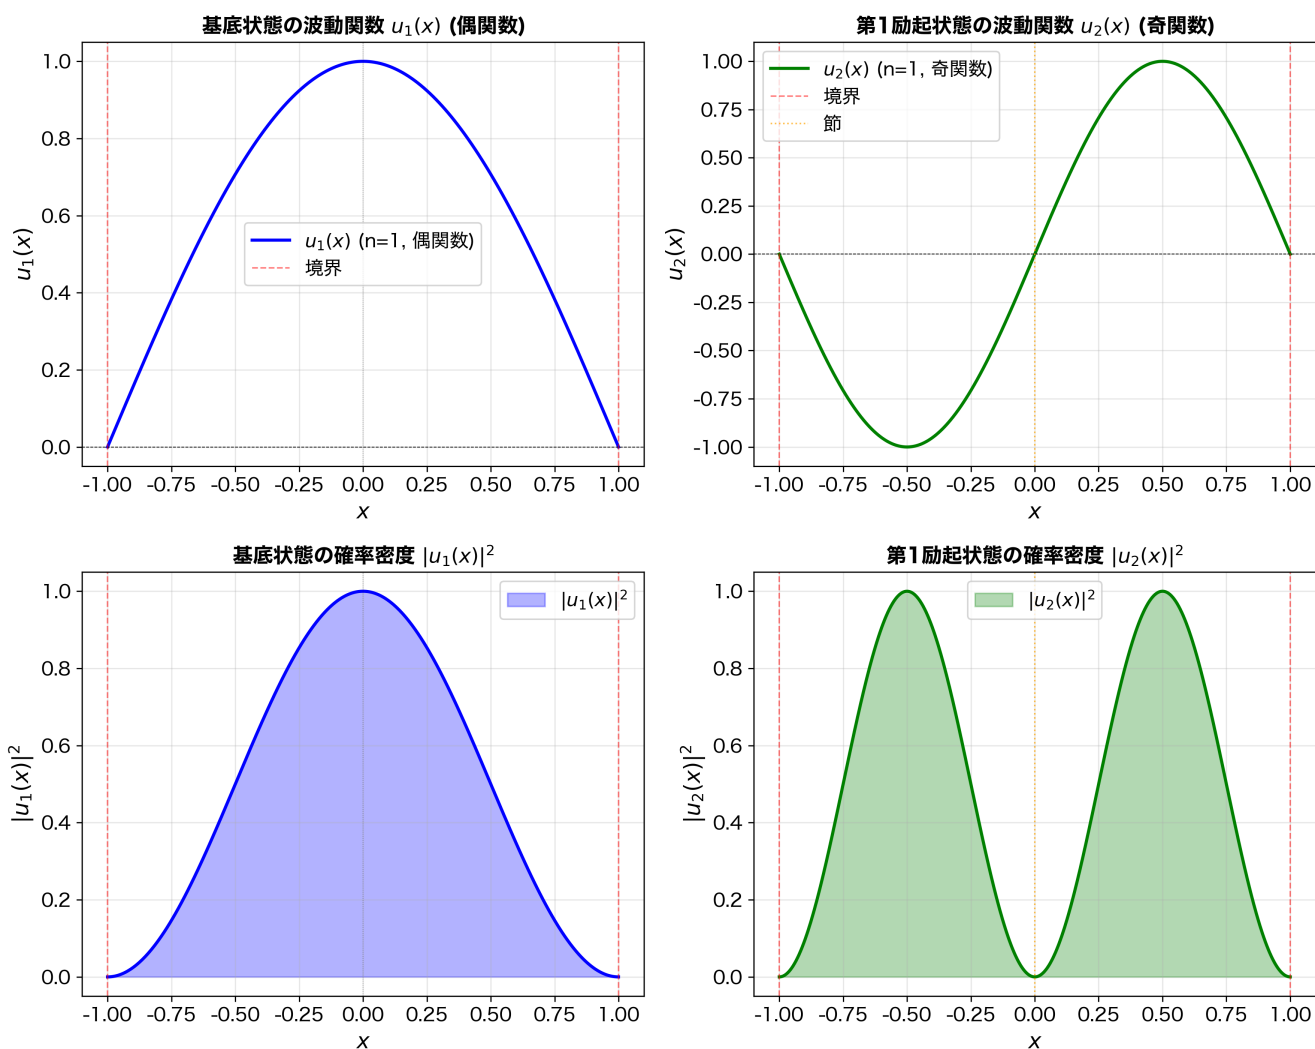 基底状態の波動関数 u₁(x) (偶関数)
u₁(x)
1.0
0.8
0.6
0.4
0.2
0.0
u₁(x) (n=1, 偶関数)
境界
-1.00 -0.75 -0.50 -0.25 0.00 0.25 0.50 0.75 1.00
x
第1励起状態の波動関数 u₂(x) (奇関数)
u₂(x)
1.00
0.75
0.50
0.25
0.00
-0.25
-0.50
-0.75
-1.00
u₂(x) (n=1, 奇関数)
境界
節
-1.00 -0.75 -0.50 -0.25 0.00 0.25 0.50 0.75 1.00
x
基底状態の確率密度 |u₁(x)|²
|u₁(x)|²
1.0
0.8
0.6
0.4
0.2
0.0
|u₁(x)|²
-1.00 -0.75 -0.50 -0.25 0.00 0.25 0.50 0.75 1.00
x
第1励起状態の確率密度 |u₂(x)|²
|u₂(x)|²
1.0
0.8
0.6
0.4
0.2
0.0
|u₂(x)|²
-1.00 -0.75 -0.50 -0.25 0.00 0.25 0.50 0.75 1.00
x